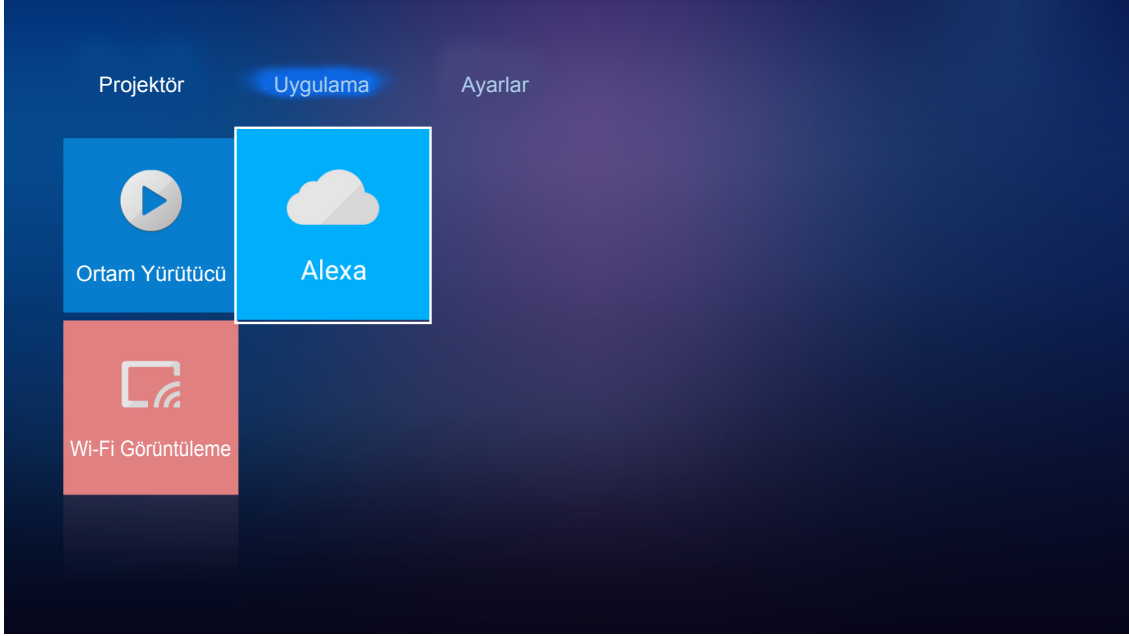 Projektör
Uygulama
Ayarlar
Ortam Yürütücü
Alexa
Wi-Fi Görüntüleme